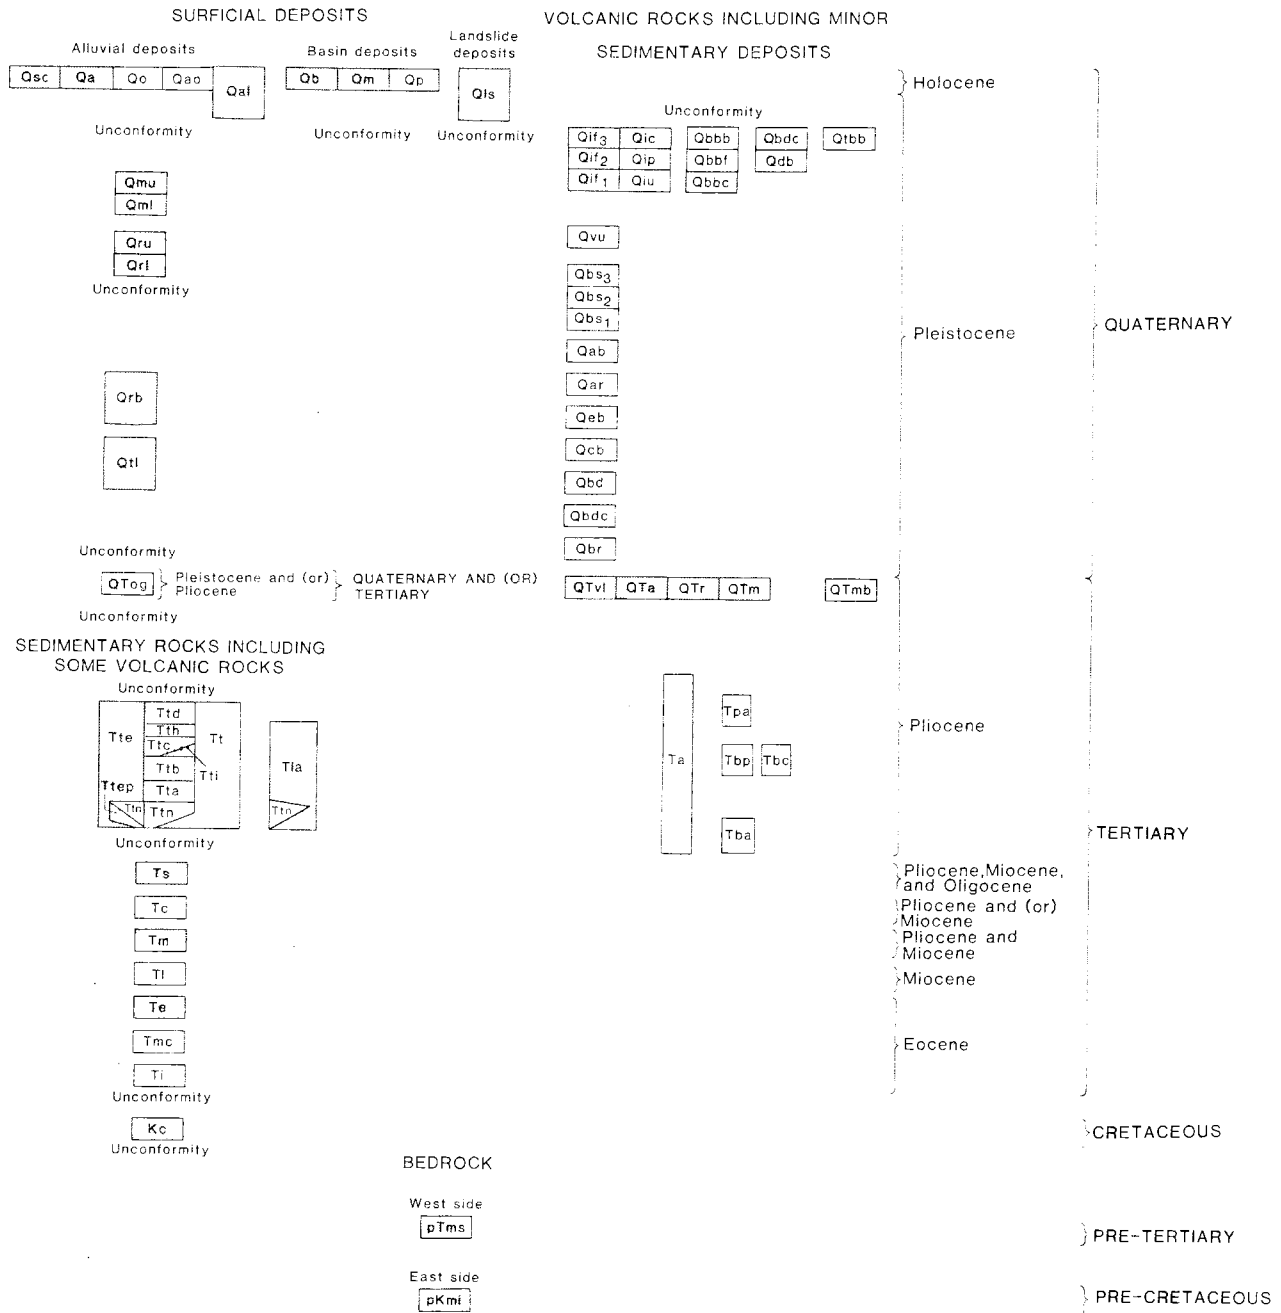 SURFICIAL DEPOSITS
VOLCANIC ROCKS INCLUDING MINOR
SEDIMENTARY DEPOSITS
Alluvial deposits
Basin deposits
Landslide
deposits
Qsc Qa Qo Qao Qaf
Qb Qm Qp
Qls
Holocene
Unconformity
Unconformity
Unconformity
Unconformity
Qif3 Qic Qbbb Qbdc Qtbb
Qif2 Qip Qbbf Qdb
Qif1 Qiu Qbbc
Qmu
Qml
Qru
Qrl
Unconformity
Qvu
Qbs3
Qbs2
Qbs1
Qab
Qar
Qeb
Qcb
Qbd
Qbdc
Qbr
Pleistocene
QUATERNARY
Qrb
Qtl
Unconformity
QTog
Pleistocene and (or)
Pliocene
QUATERNARY AND (OR)
TERTIARY
QTvl QTa QTr QTm QTmb
Unconformity
SEDIMENTARY ROCKS INCLUDING
SOME VOLCANIC ROCKS
Unconformity
Tte
Ttd
Tth
Ttc
Tt
Tti
Ttb
Ttep
Tta
Ttn
Ttn
Tla
Ttn
Ta
Tpa
Tbp Tbc
Tba
Pliocene
TERTIARY
Unconformity
Ts
Pliocene, Miocene,
and Oligocene
Tc
Pliocene and (or)
Miocene
Tm
Pliocene and
Miocene
Tl
Miocene
Te
Tmc
Eocene
Ti
Unconformity
Kc
CRETACEOUS
Unconformity
BEDROCK
West side
pTms
PRE-TERTIARY
East side
pKmi
PRE-CRETACEOUS